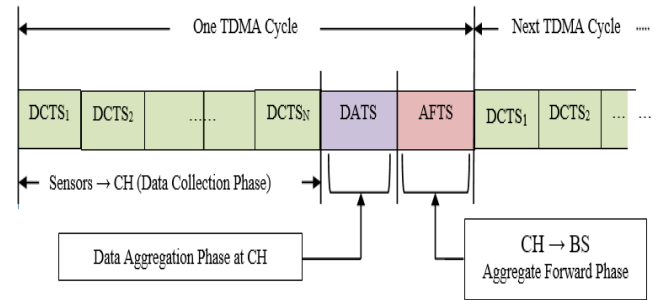 One TDMA Cycle
Next TDMA Cycle .....
DCTS₁ DCTS₂ ...... DCTSN DATS AFTS DCTS₁ DCTS₂ ... ...
Sensors → CH (Data Collection Phase)
Data Aggregation Phase at CH
CH → BS
Aggregate Forward Phase